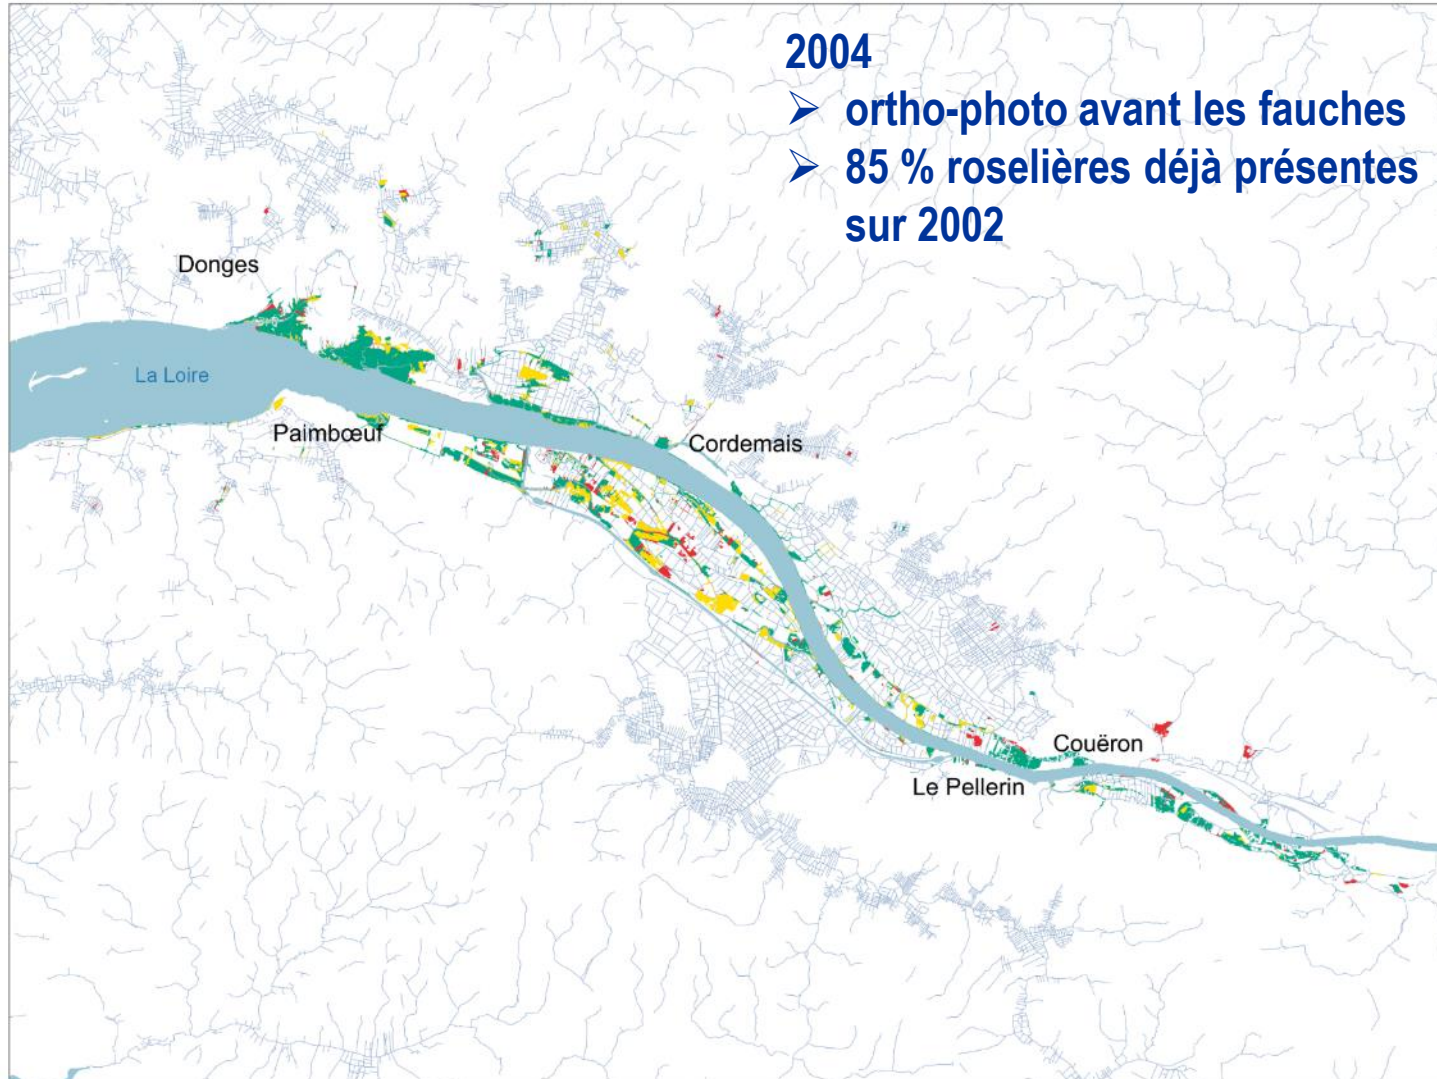 2004
➢ ortho-photo avant les fauches
➢ 85 % roselières déjà présentes
sur 2002
Donges
La Loire
Paimbœuf
Cordemais
Couëron
Le Pellerin